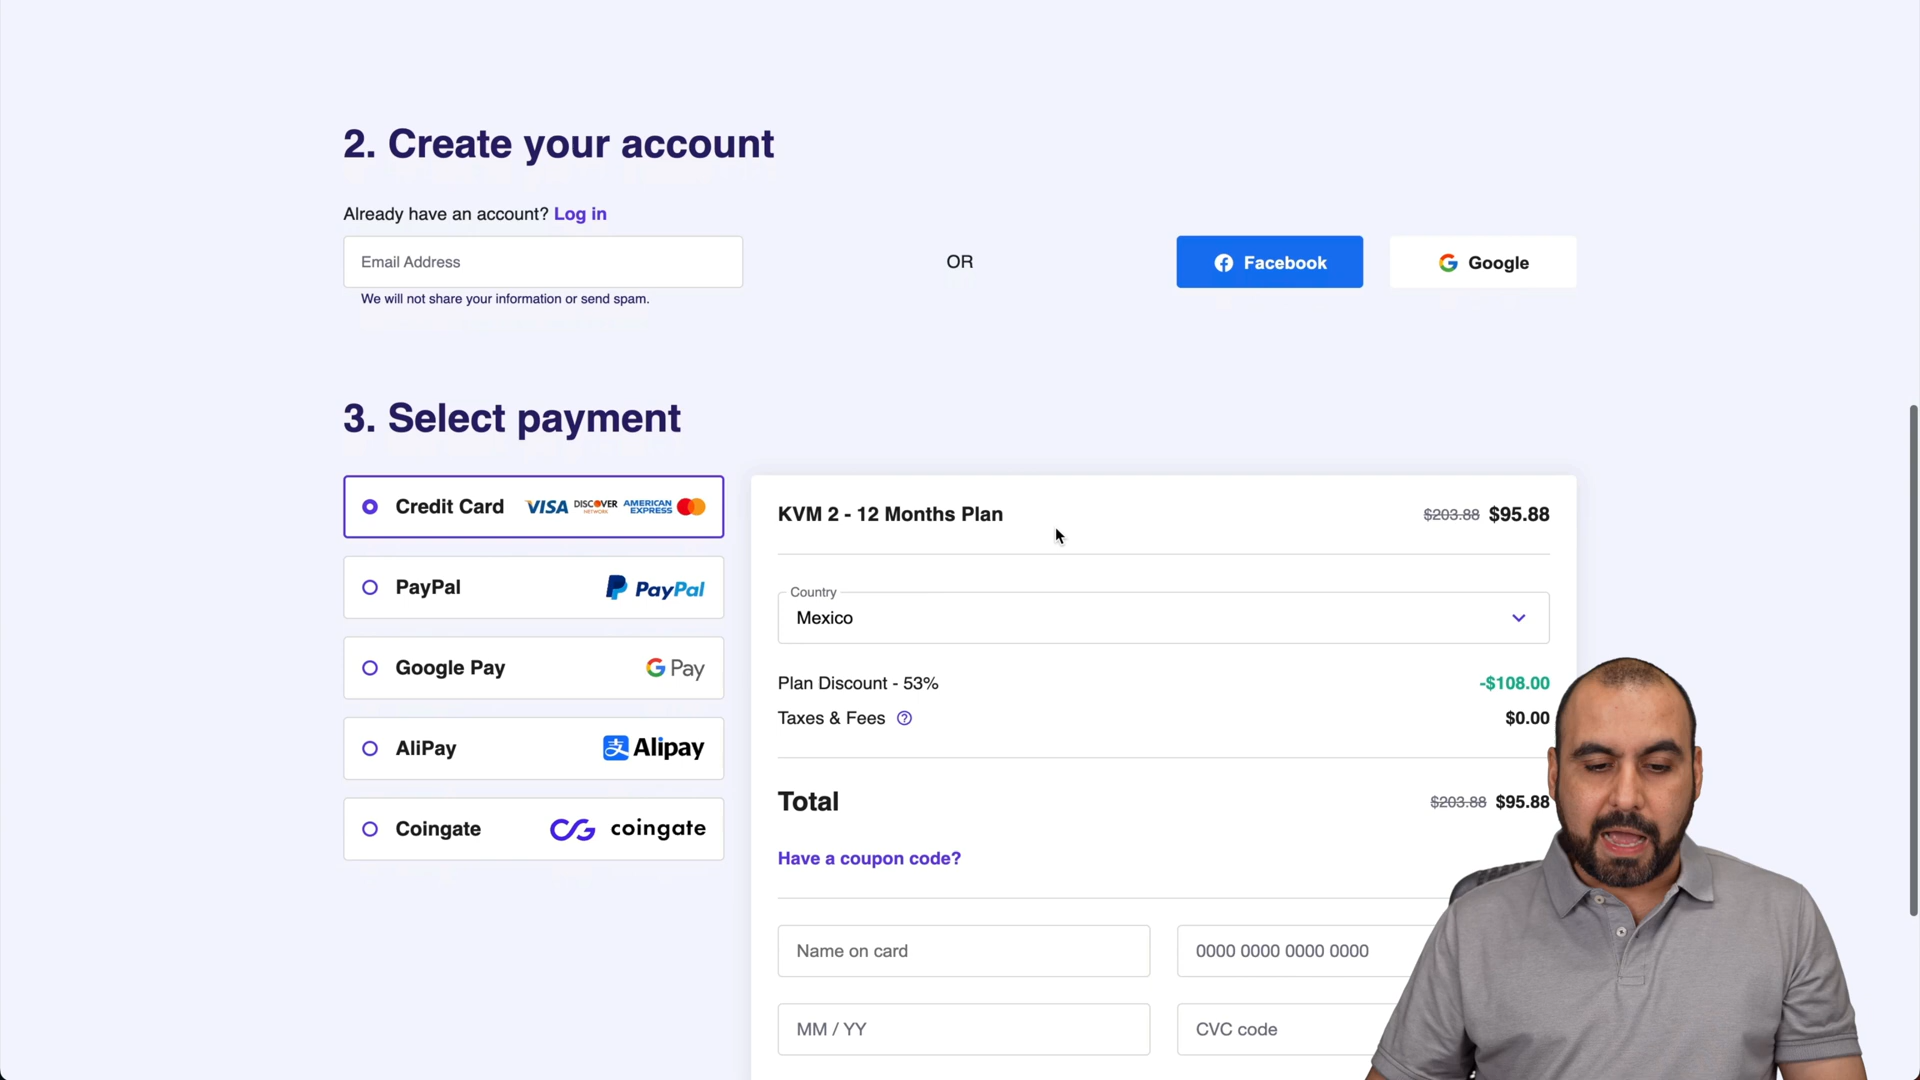 2. Create your account
Already have an account? Log in
Email Address
OR
Facebook
Google
We will not share your information or send spam.
3. Select payment
Credit Card VISA DISCOVER NETWORK AMERICAN EXPRESS
PayPal PayPal
Google Pay G Pay
AliPay 支 Alipay
Coingate coingate
KVM 2 - 12 Months Plan $203.88 $95.88
Country
Mexico
Plan Discount - 53% -$108.00
Taxes & Fees ? $0.00
Total $203.88 $95.88
Have a coupon code?
Name on card 0000 0000 0000 0000
MM / YY CVC code